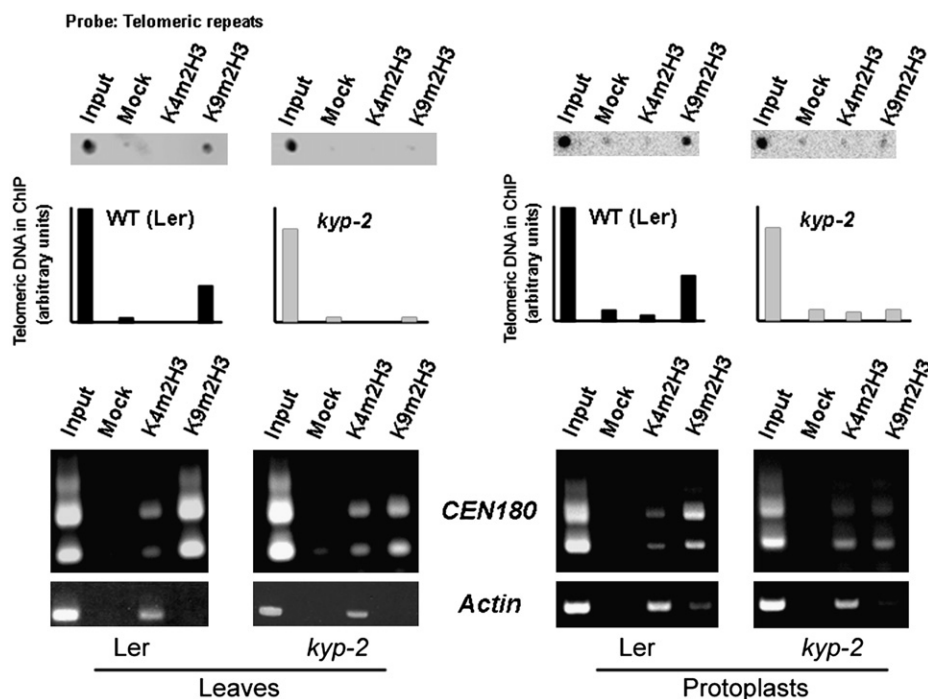 Probe: Telomeric repeats
Input Mock K4m2H3 K9m2H3
Input Mock K4m2H3 K9m2H3
Input Mock K4m2H3 K9m2H3
Input Mock K4m2H3 K9m2H3
Telomeric DNA in ChIP
(arbitrary units)
WT (Ler)
kyp-2
Telomeric DNA in ChIP
(arbitrary units)
WT (Ler)
kyp-2
Input Mock K4m2H3 K9m2H3
Input Mock K4m2H3 K9m2H3
Input Mock K4m2H3 K9m2H3
Input Mock K4m2H3 K9m2H3
CEN180
Actin
Ler
kyp-2
Ler
kyp-2
Leaves
Protoplasts